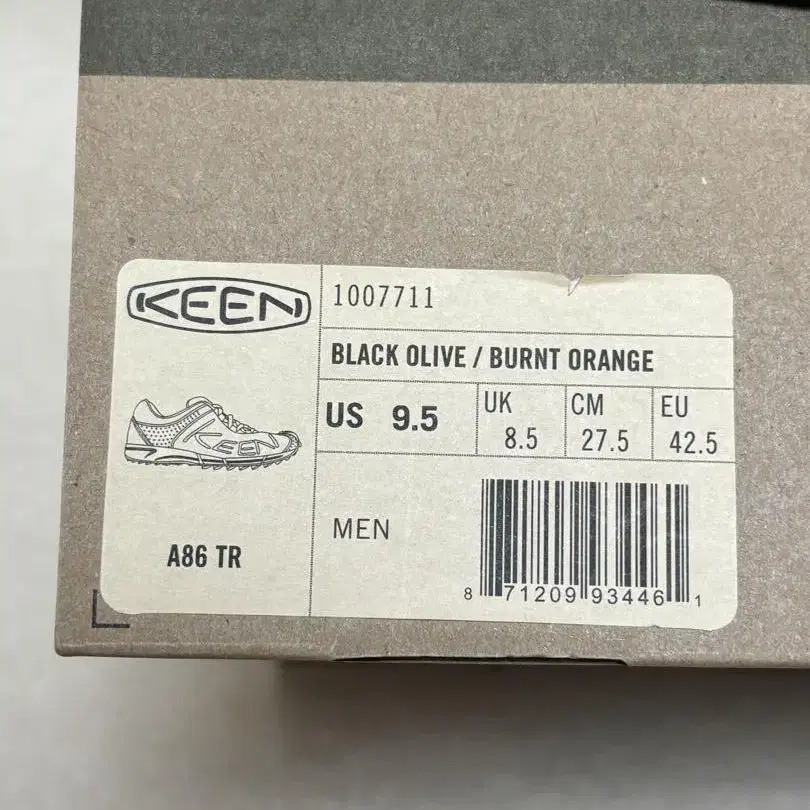 KEEN
1007711
BLACK OLIVE / BURNT ORANGE
US 9.5
UK 8.5
CM 27.5
EU 42.5
KEEN
A86 TR
MEN
8 71209 93446 1